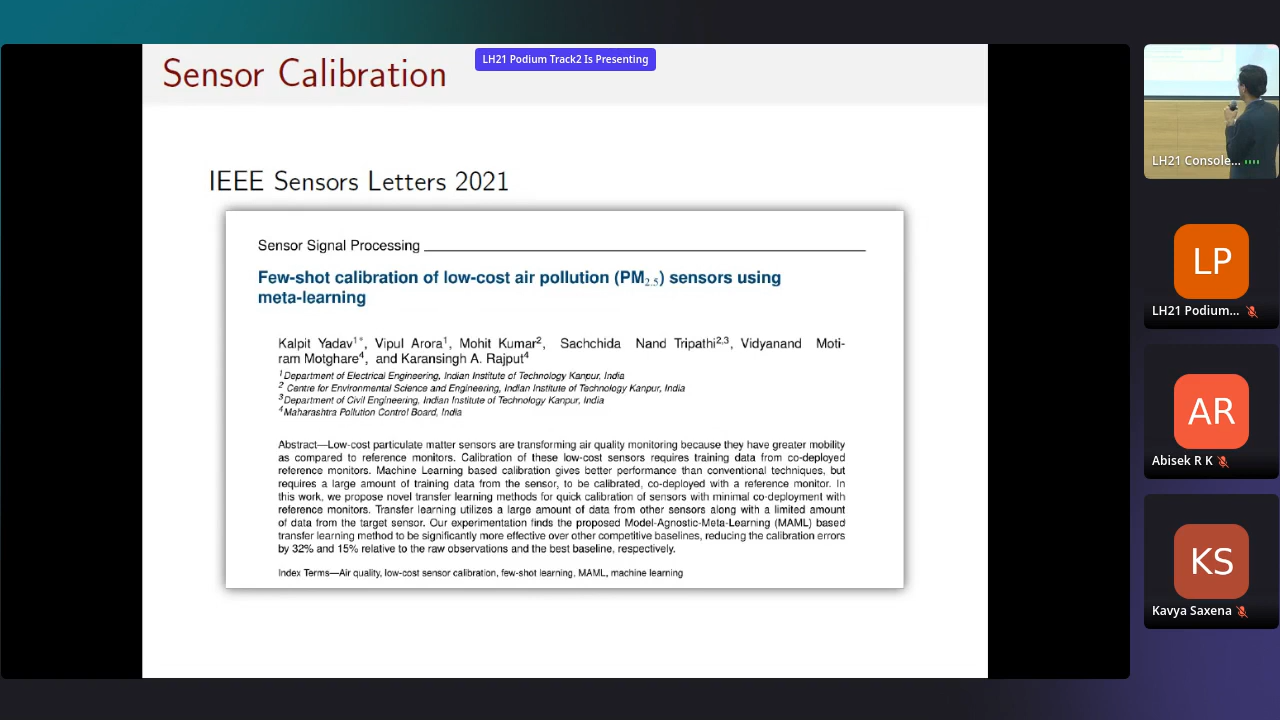 Sensor Calibration
LH21 Podium Track2 Is Presenting
IEEE Sensors Letters 2021
Sensor Signal Processing
Few-shot calibration of low-cost air pollution (PM2.5) sensors using
meta-learning
Kalpit Yadav1*, Vipul Arora1, Mohit Kumar2, Sachchida Nand Tripathi2,3, Vidyanand Moti-
ram Motghare4, and Karansingh A. Rajput4
1Department of Electrical Engineering, Indian Institute of Technology Kanpur, India
2 Centre for Environmental Science and Engineering, Indian Institute of Technology Kanpur, India
3Department of Civil Engineering, Indian Institute of Technology Kanpur, India
4Maharashtra Pollution Control Board, India
Abstract—Low-cost particulate matter sensors are transforming air quality monitoring because they have greater mobility
as compared to reference monitors. Calibration of these low-cost sensors requires training data from co-deployed
reference monitors. Machine Learning based calibration gives better performance than conventional techniques, but
requires a large amount of training data from the sensor, to be calibrated, co-deployed with a reference monitor. In
this work, we propose novel transfer learning methods for quick calibration of sensors with minimal co-deployment with
reference monitors. Transfer learning utilizes a large amount of data from other sensors along with a limited amount
of data from the target sensor. Our experimentation finds the proposed Model-Agnostic-Meta-Learning (MAML) based
transfer learning method to be significantly more effective over other competitive baselines, reducing the calibration errors
by 32% and 15% relative to the raw observations and the best baseline, respectively.
Index Terms—Air quality, low-cost sensor calibration, few-shot learning, MAML, machine learning
LH21 Console...
LP
LH21 Podium...
AR
Abisek R K
KS
Kavya Saxena